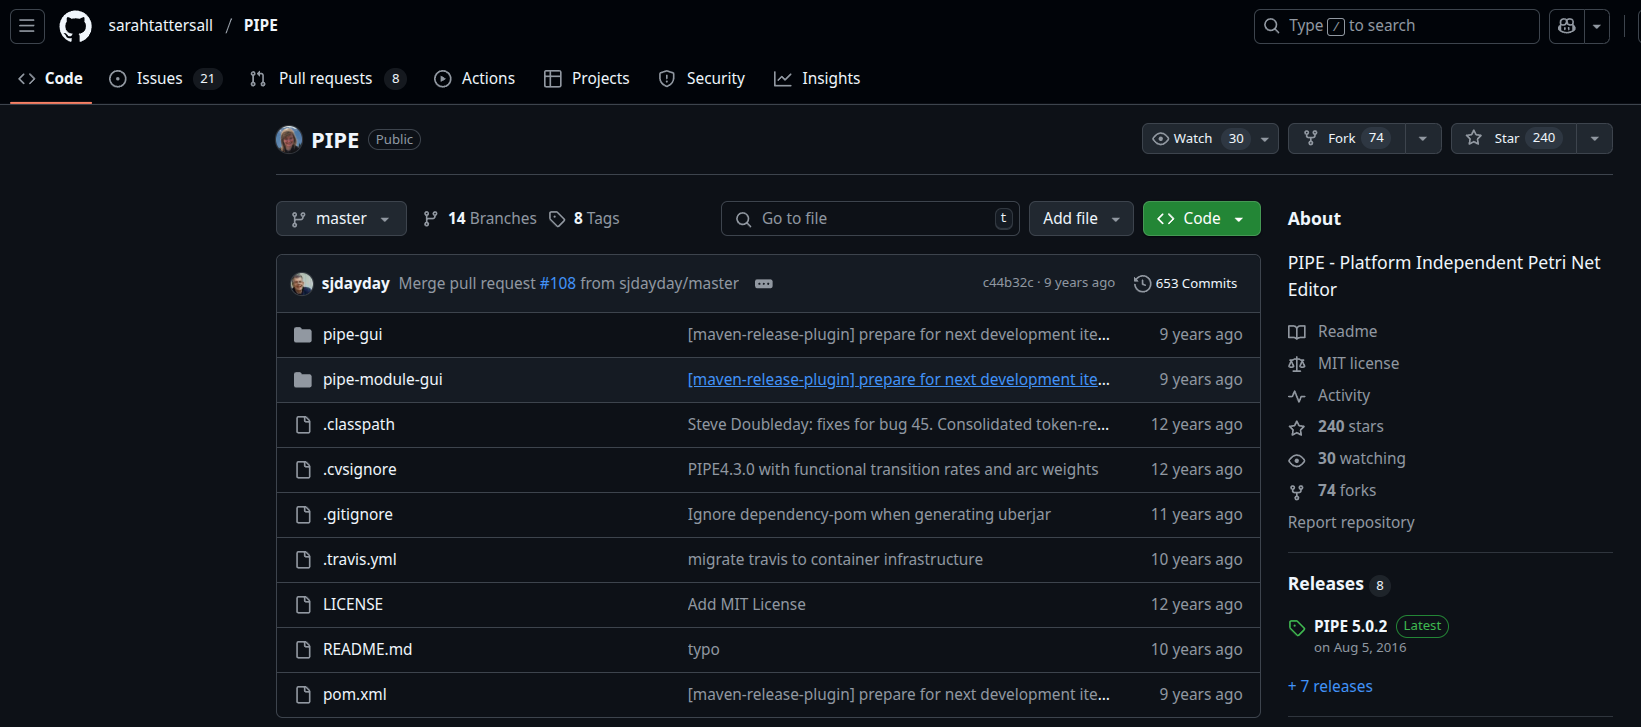 sarahtattersall / PIPE
Type / to search
Code Issues 21 Pull requests 8 Actions Projects Security Insights
PIPE Public
Watch 30 Fork 74 Star 240
master 14 Branches 8 Tags Go to file t Add file Code
sjdayday Merge pull request #108 from sjdayday/master c44b32c · 9 years ago 653 Commits
pipe-gui [maven-release-plugin] prepare for next development ite... 9 years ago
pipe-module-gui [maven-release-plugin] prepare for next development ite... 9 years ago
.classpath Steve Doubleday: fixes for bug 45. Consolidated token-re... 12 years ago
.cvsignore PIPE4.3.0 with functional transition rates and arc weights 12 years ago
.gitignore Ignore dependency-pom when generating uberjar 11 years ago
.travis.yml migrate travis to container infrastructure 10 years ago
LICENSE Add MIT License 12 years ago
README.md typo 10 years ago
pom.xml [maven-release-plugin] prepare for next development ite... 9 years ago
About
PIPE - Platform Independent Petri Net
Editor
Readme
MIT license
Activity
240 stars
30 watching
74 forks
Report repository
Releases 8
PIPE 5.0.2 Latest
on Aug 5, 2016
+ 7 releases